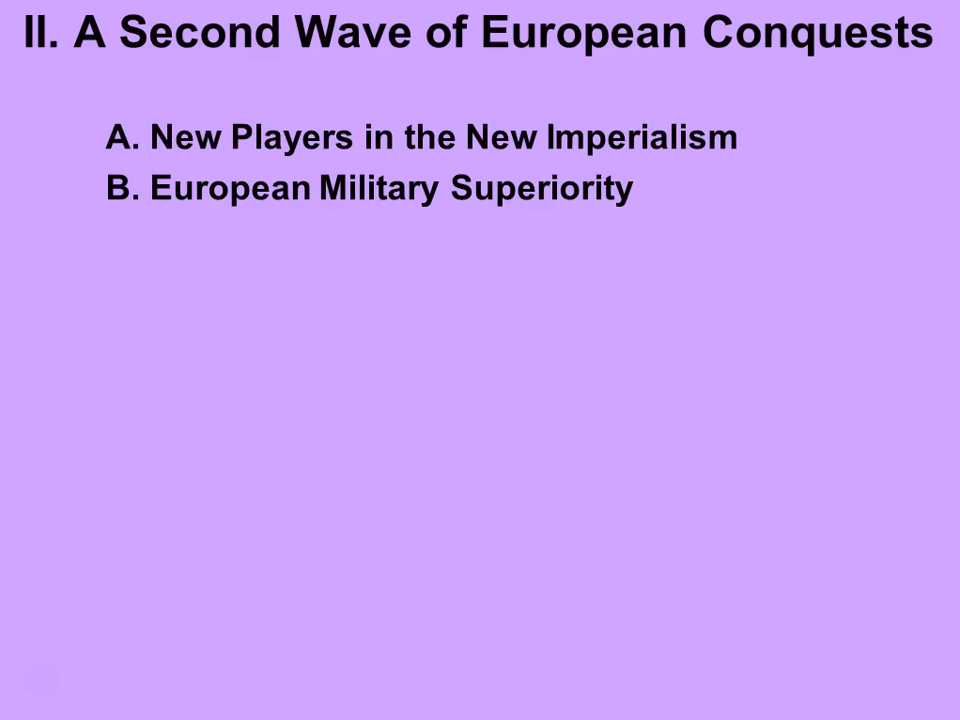 II. A Second Wave of European Conquests
A. New Players in the New Imperialism
B. European Military Superiority